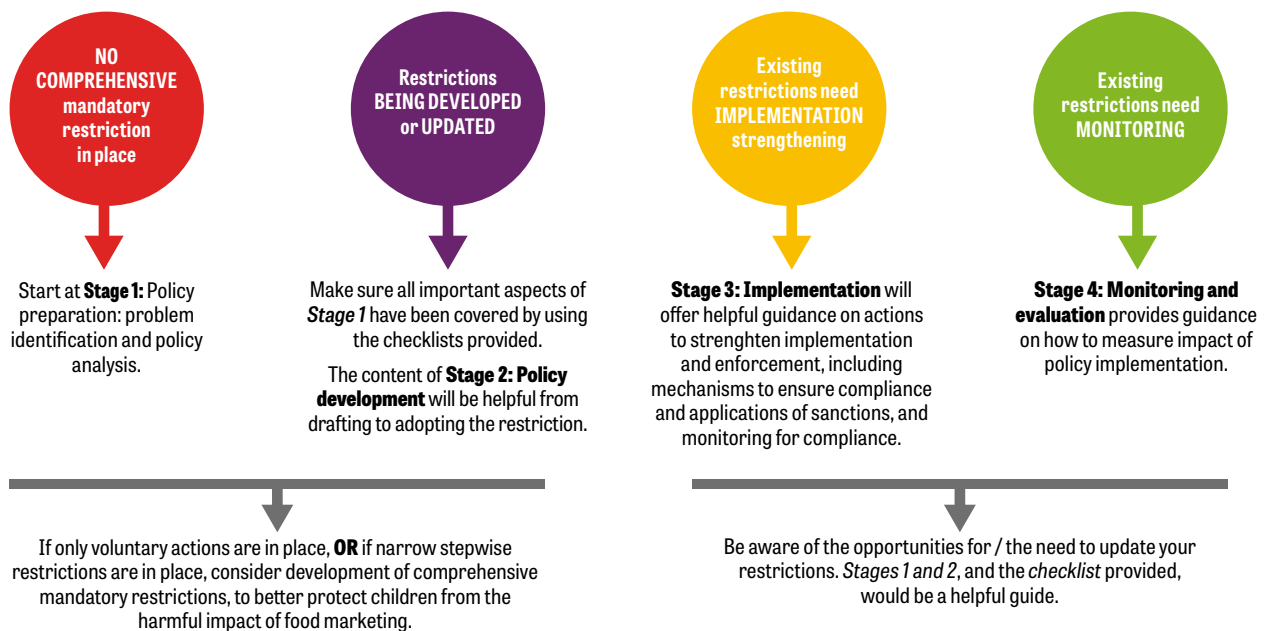 NO
COMPREHENSIVE
mandatory
restriction
in place
Start at Stage 1: Policy
preparation: problem
identification and policy
analysis.
Restrictions
BEING DEVELOPED
or UPDATED
Make sure all important aspects of
Stage 1 have been covered by using
the checklists provided.
The content of Stage 2: Policy
development will be helpful from
drafting to adopting the restriction.
Existing
restrictions need
IMPLEMENTATION
strengthening
Stage 3: Implementation will
offer helpful guidance on actions
to strenghten implementation
and enforcement, including
mechanisms to ensure compliance
and applications of sanctions, and
monitoring for compliance.
Existing
restrictions need
MONITORING
Stage 4: Monitoring and
evaluation provides guidance
on how to measure impact of
policy implementation.
If only voluntary actions are in place, OR if narrow stepwise
restrictions are in place, consider development of comprehensive
mandatory restrictions, to better protect children from the
harmful impact of food marketing.
Be aware of the opportunities for / the need to update your
restrictions. Stages 1 and 2, and the checklist provided,
would be a helpful guide.